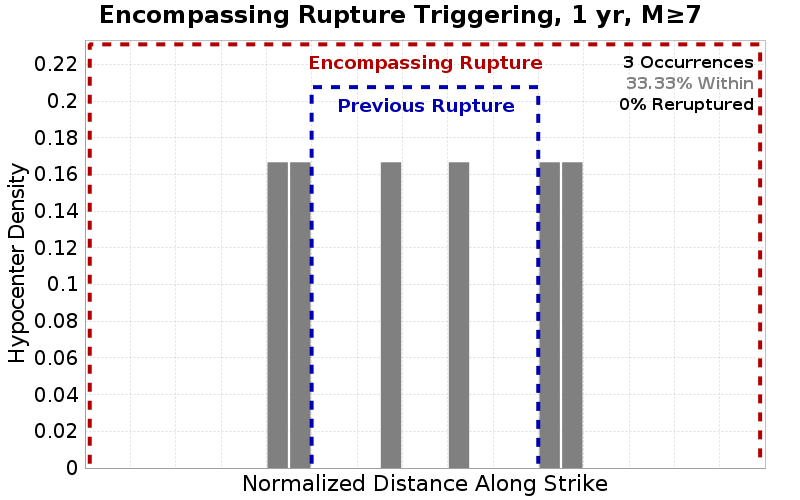 Encompassing Rupture Triggering, 1 yr, M≥7
Encompassing Rupture
Previous Rupture
3 Occurrences
33.33% Within
0% Reruptured
Hypocenter Density
0.22
0.2
0.18
0.16
0.14
0.12
0.1
0.08
0.06
0.04
0.02
0
Normalized Distance Along Strike